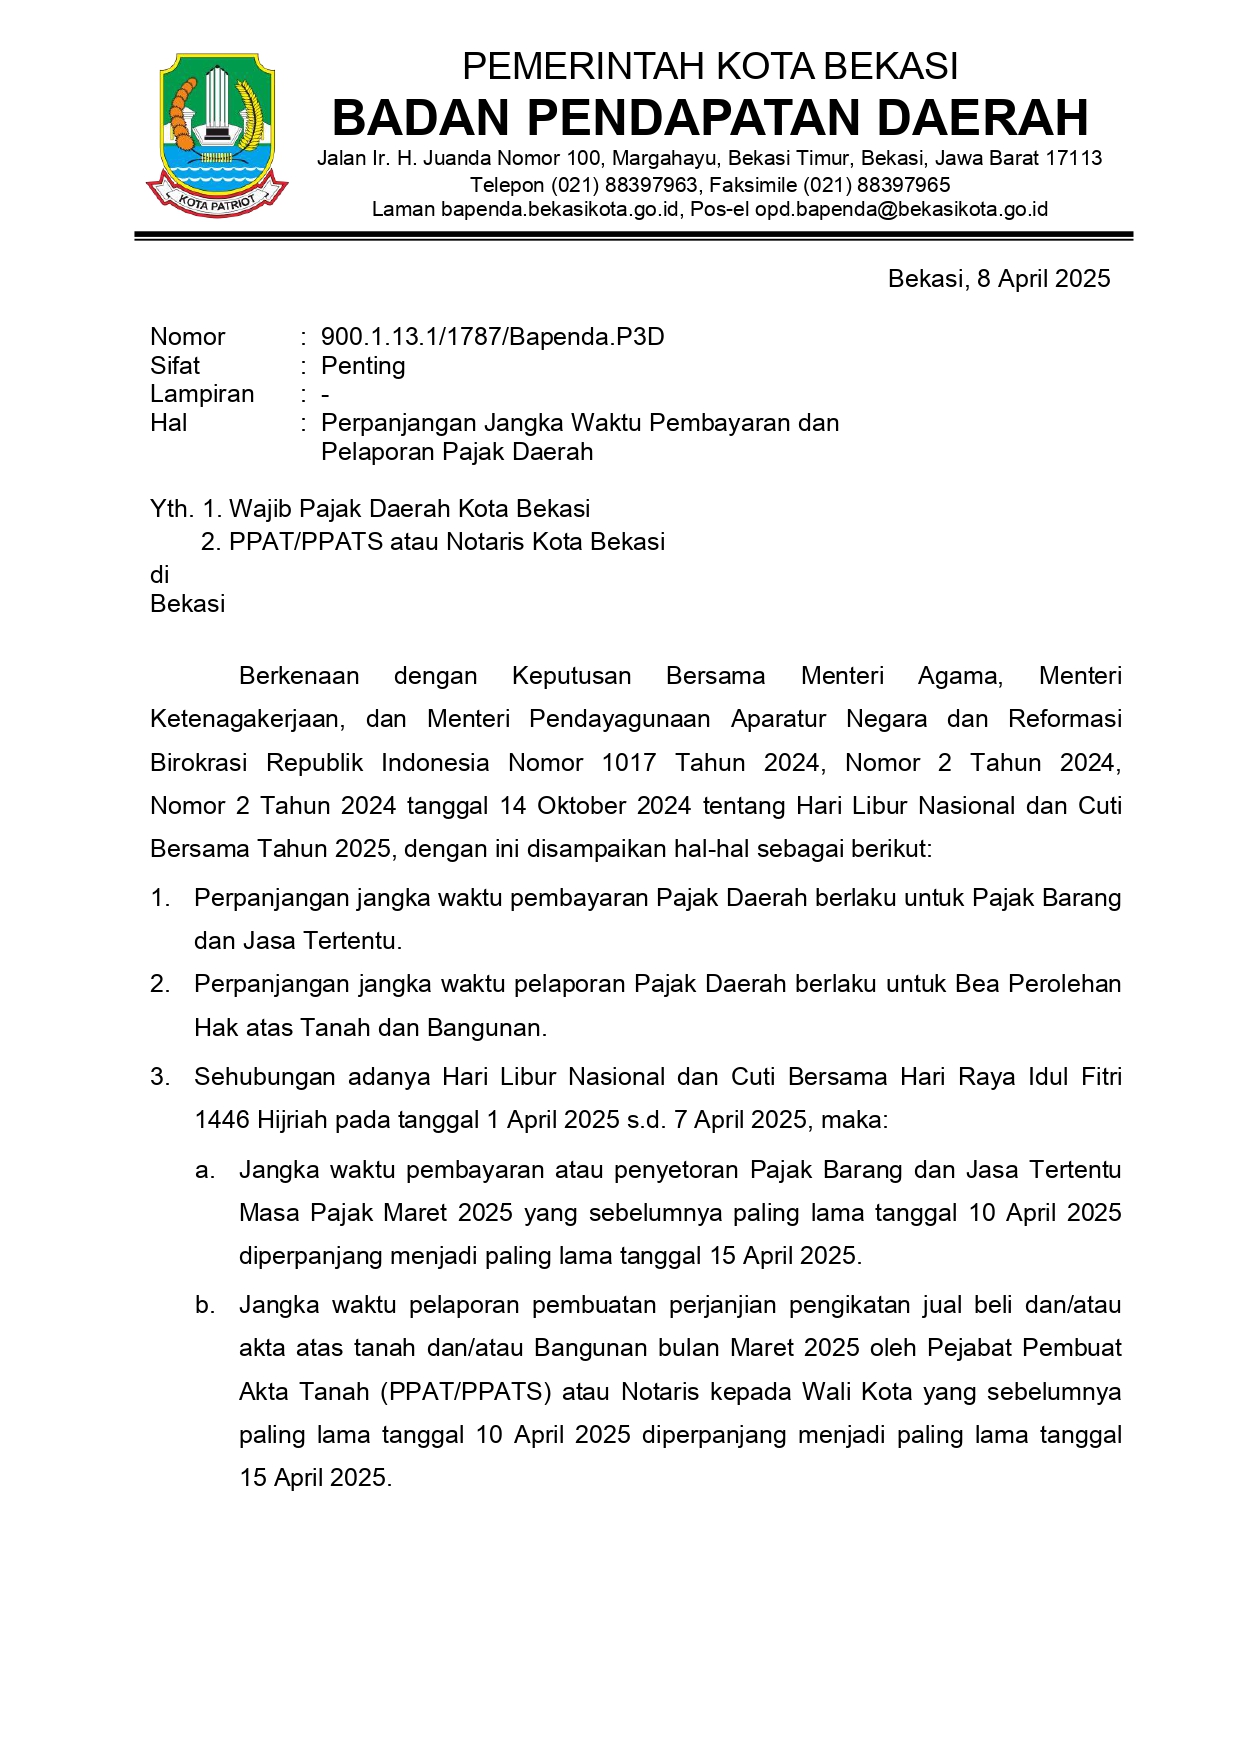 PEMERINTAH KOTA BEKASI
BADAN PENDAPATAN DAERAH
Jalan Ir. H. Juanda Nomor 100, Margahayu, Bekasi Timur, Bekasi, Jawa Barat 17113
Telepon (021) 88397963, Faksimile (021) 88397965
Laman bapenda.bekasikota.go.id, Pos-el opd.bapenda@bekasikota.go.id
KOTA PATRIOT
Bekasi, 8 April 2025
Nomor : 900.1.13.1/1787/Bapenda.P3D
Sifat : Penting
Lampiran : -
Hal : Perpanjangan Jangka Waktu Pembayaran dan
Pelaporan Pajak Daerah
Yth. 1. Wajib Pajak Daerah Kota Bekasi
2. PPAT/PPATS atau Notaris Kota Bekasi
di
Bekasi
Berkenaan dengan Keputusan Bersama Menteri Agama, Menteri
Ketenagakerjaan, dan Menteri Pendayagunaan Aparatur Negara dan Reformasi
Birokrasi Republik Indonesia Nomor 1017 Tahun 2024, Nomor 2 Tahun 2024,
Nomor 2 Tahun 2024 tanggal 14 Oktober 2024 tentang Hari Libur Nasional dan Cuti
Bersama Tahun 2025, dengan ini disampaikan hal-hal sebagai berikut:
1. Perpanjangan jangka waktu pembayaran Pajak Daerah berlaku untuk Pajak Barang
dan Jasa Tertentu.
2. Perpanjangan jangka waktu pelaporan Pajak Daerah berlaku untuk Bea Perolehan
Hak atas Tanah dan Bangunan.
3. Sehubungan adanya Hari Libur Nasional dan Cuti Bersama Hari Raya Idul Fitri
1446 Hijriah pada tanggal 1 April 2025 s.d. 7 April 2025, maka:
a. Jangka waktu pembayaran atau penyetoran Pajak Barang dan Jasa Tertentu
Masa Pajak Maret 2025 yang sebelumnya paling lama tanggal 10 April 2025
diperpanjang menjadi paling lama tanggal 15 April 2025.
b. Jangka waktu pelaporan pembuatan perjanjian pengikatan jual beli dan/atau
akta atas tanah dan/atau Bangunan bulan Maret 2025 oleh Pejabat Pembuat
Akta Tanah (PPAT/PPATS) atau Notaris kepada Wali Kota yang sebelumnya
paling lama tanggal 10 April 2025 diperpanjang menjadi paling lama tanggal
15 April 2025.